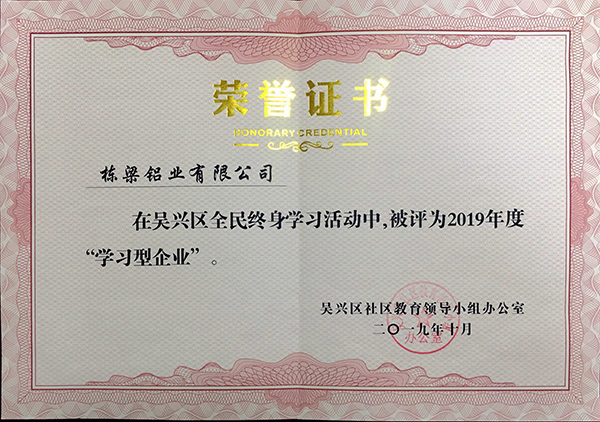 荣誉证书
HONORARY CREDENTIAL
栋梁铝业有限公司
在吴兴区全民终身学习活动中,被评为2019年度
“学习型企业”。
吴兴区社区教育领导小组办公室
二〇一九年十月
办公室